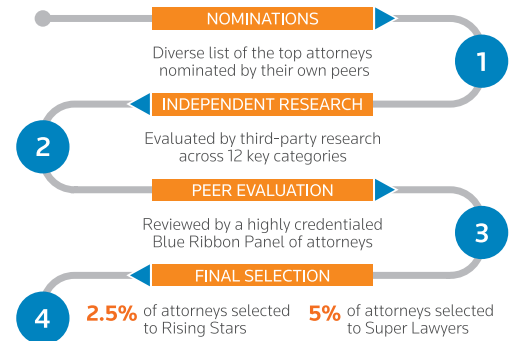 NOMINATIONS
Diverse list of the top attorneys
nominated by their own peers
1
INDEPENDENT RESEARCH
2
Evaluated by third-party research
across 12 key categories
PEER EVALUATION
Reviewed by a highly credentialed
Blue Ribbon Panel of attorneys
3
FINAL SELECTION
4
2.5% of attorneys selected
to Rising Stars
5% of attorneys selected
to Super Lawyers